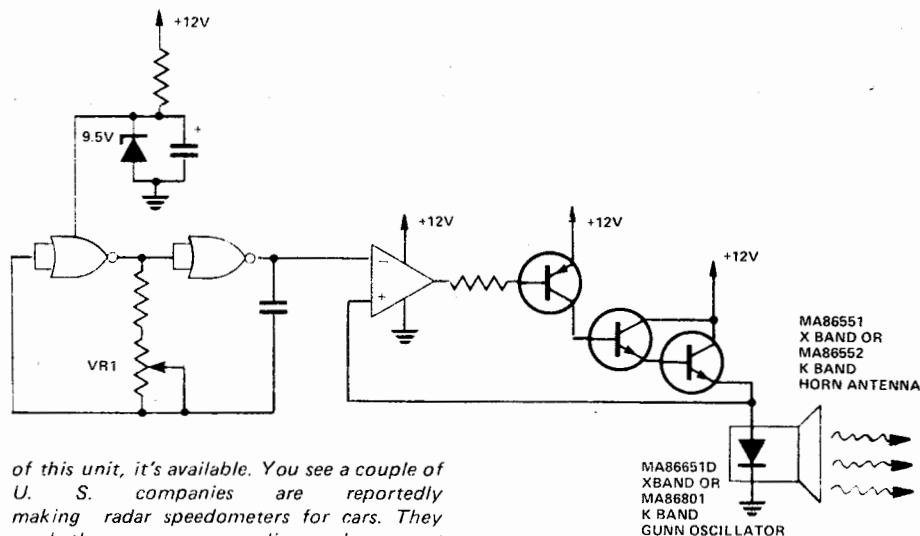 +12V
9.5V
+
+12V
+12V
+12V
−
+
VR1
MA86551
X BAND OR
MA86552
K BAND
HORN ANTENNA
MA86651D
XBAND OR
MA86801
K BAND
GUNN OSCILLATOR
of this unit, it's available. You see a couple of
U. S. companies are reportedly
making radar speedometers for cars. They